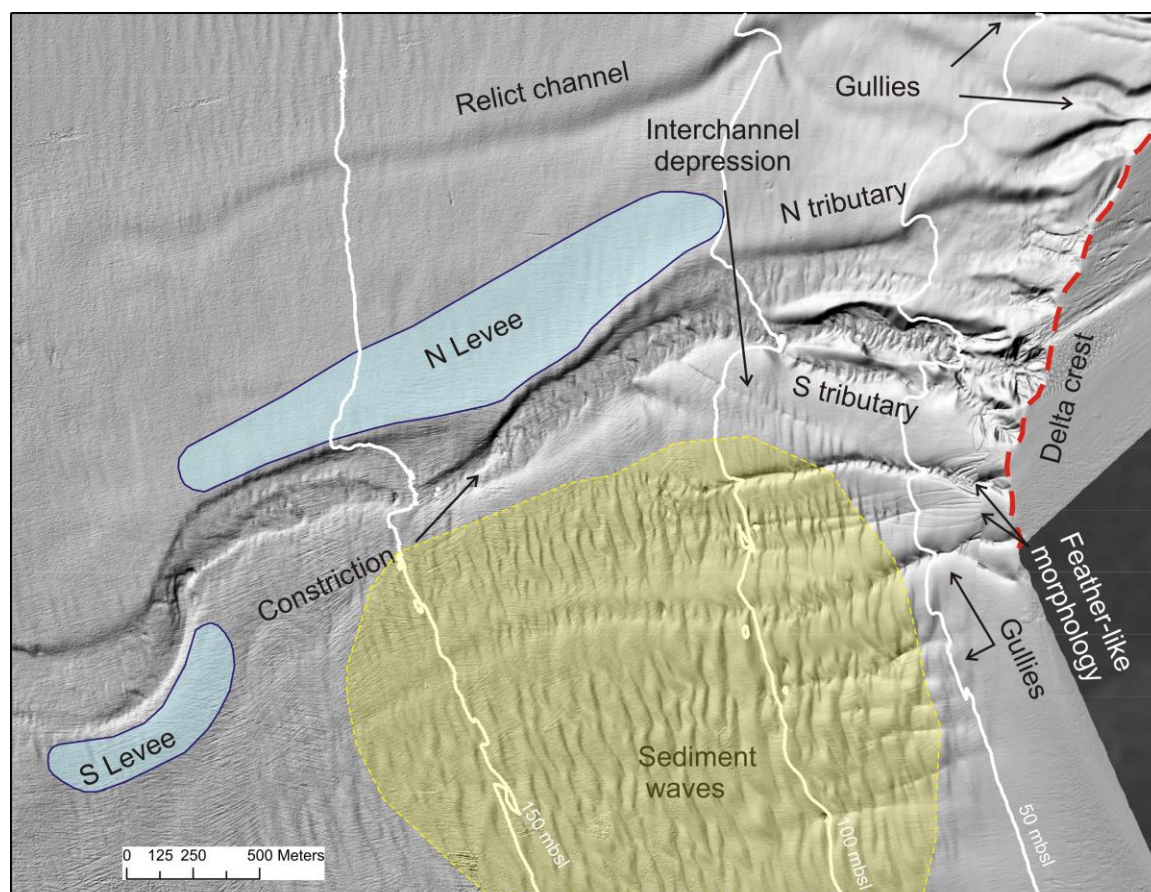 Gullies
Relict channel
Interchannel
depression
N tributary
N Levee
S tributary
Delta crest
Constriction
Feather-like
morphology
Gullies
S Levee
Sediment
waves
150 mbsl
100 mbsl
50 mbsl
0 125 250 500 Meters